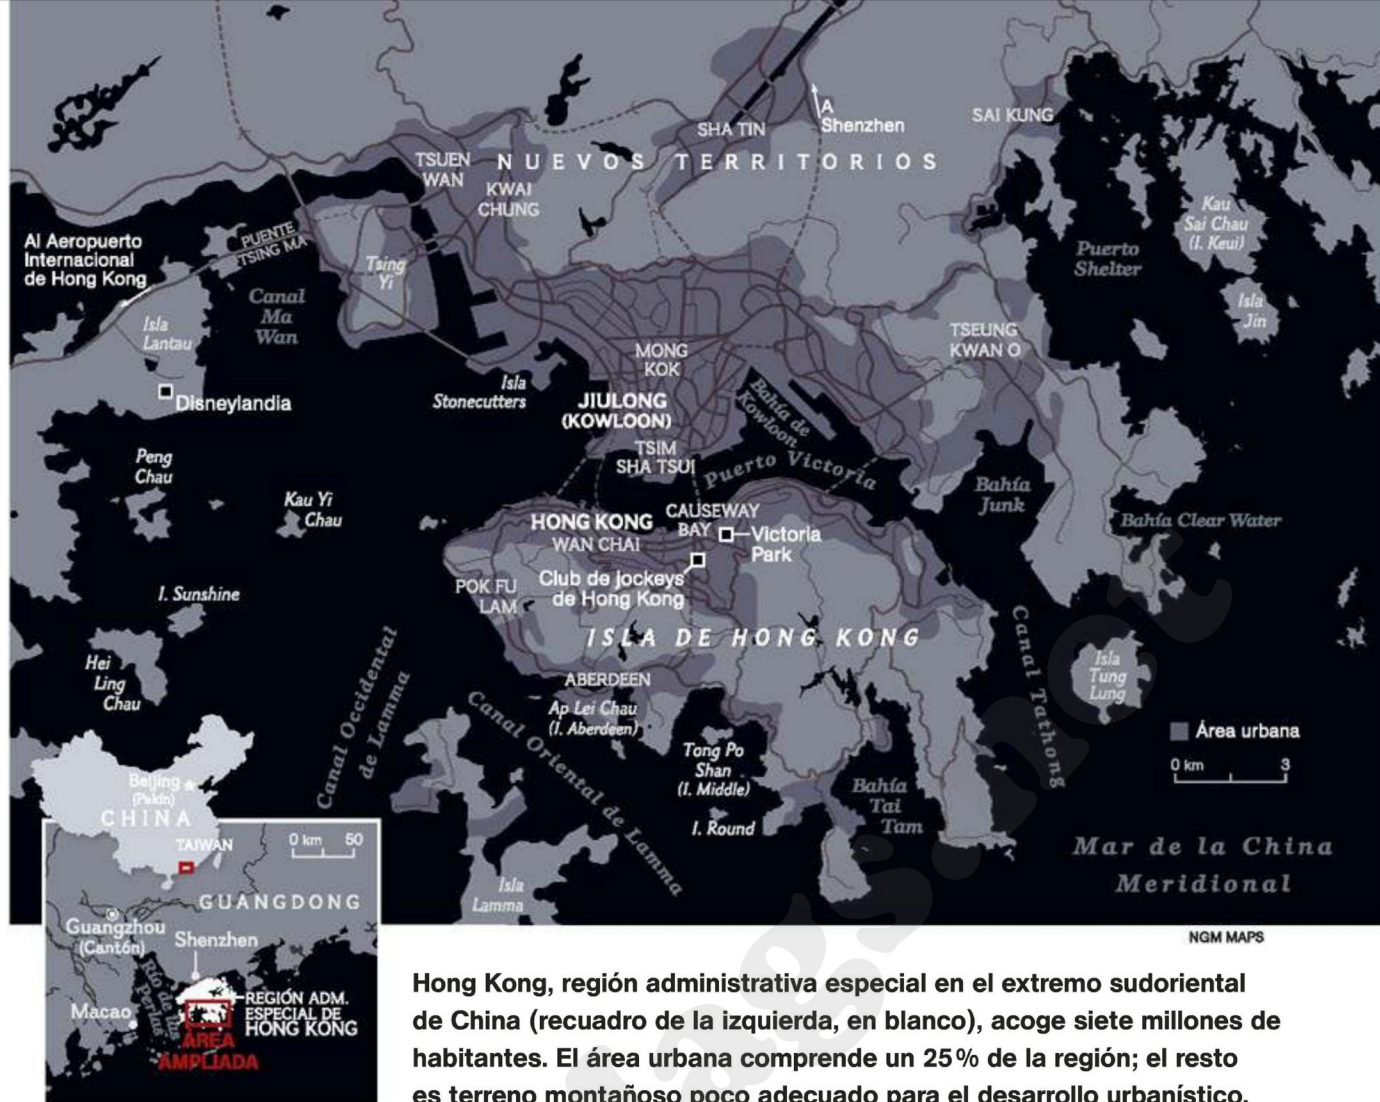 A
Shenzhen
SAI KUNG
SHA TIN
TSUEN
WAN
NUEVOS TERRITORIOS
KWAI
CHUNG
Kau
Sai Chau
(I. Keui)
Al Aeropuerto
Internacional
de Hong Kong
PUENTE
TSING MA
Puerto
Shelter
Tsing
Yi
Canal
Ma
Wan
Isla
Jin
Isla
Lantau
TSEUNG
KWAN O
MONG
KOK
Isla
Stonecutters
Disneylandia
JIULONG
(KOWLOON)
Bahía de
Kowloon
TSIM
SHA TSUI
Puerto Victoria
Peng
Chau
Kau Yi
Chau
Bahía
Junk
HONG KONG
WAN CHAI
CAUSEWAY
BAY
Victoria
Park
Bahía Clear Water
Club de jockeys
de Hong Kong
POK FU
LAM
I. Sunshine
ISLA DE HONG KONG
Canal Tathong
Hei
Ling
Chau
Isla
Tung
Lung
Canal Occidental
de Lamma
ABERDEEN
Ap Lei Chau
(I. Aberdeen)
Canal Oriental de Lamma
Tong Po
Shan
(I. Middle)
I. Round
Bahía
Tai
Tam
Área urbana
0 km 3
Mar de la China
Meridional
Isla
Lamma
Beijing
(Pekín)
CHINA
TAIWAN
0 km 50
GUANGDONG
Guangzhou
(Cantón)
Shenzhen
Río de las
Perlas
Macao
REGIÓN ADM.
ESPECIAL DE
HONG KONG
ÁREA
AMPLIADA
NGM MAPS
Hong Kong, región administrativa especial en el extremo sudoriental
de China (recuadro de la izquierda, en blanco), acoge siete millones de
habitantes. El área urbana comprende un 25% de la región; el resto
es terreno montañoso poco adecuado para el desarrollo urbanístico.